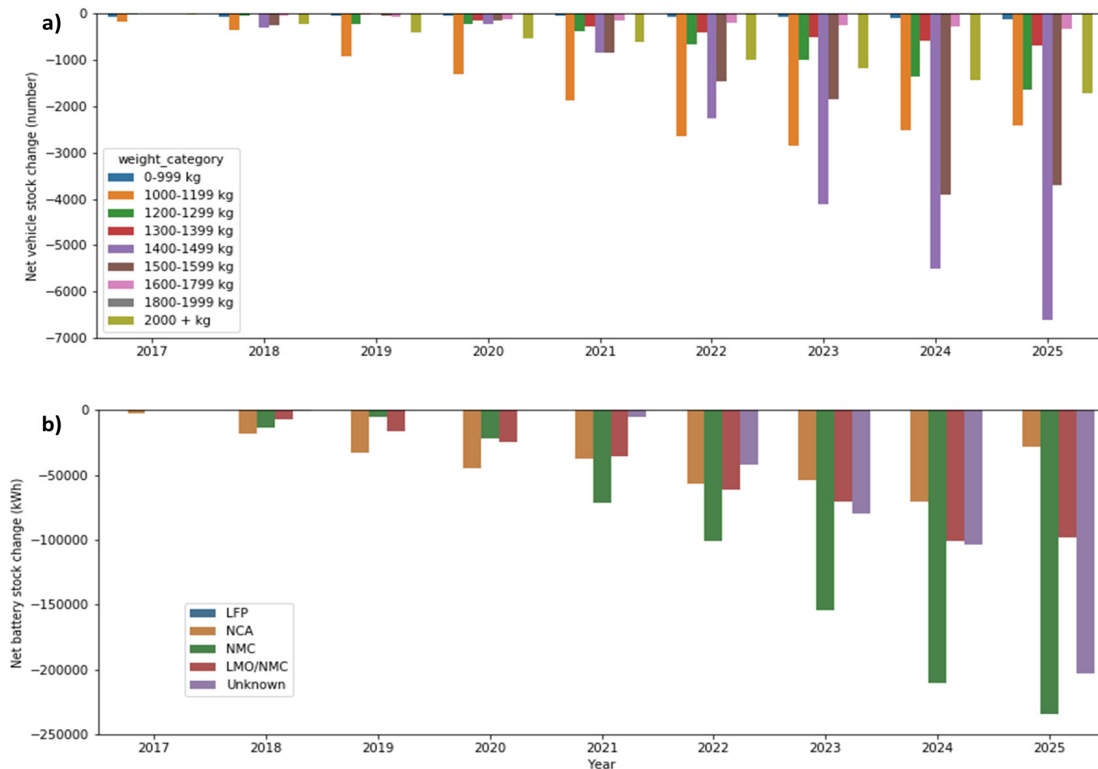 a)
Net vehicle stock change (number)
0
−1000
−2000
−3000
−4000
−5000
−6000
−7000
weight_category
0-999 kg
1000-1199 kg
1200-1299 kg
1300-1399 kg
1400-1499 kg
1500-1599 kg
1600-1799 kg
1800-1999 kg
2000 + kg
2017 2018 2019 2020 2021 2022 2023 2024 2025
b)
Net battery stock change (kWh)
0
−50000
−100000
−150000
−200000
−250000
LFP
NCA
NMC
LMO/NMC
Unknown
2017 2018 2019 2020 2021 2022 2023 2024 2025
Year